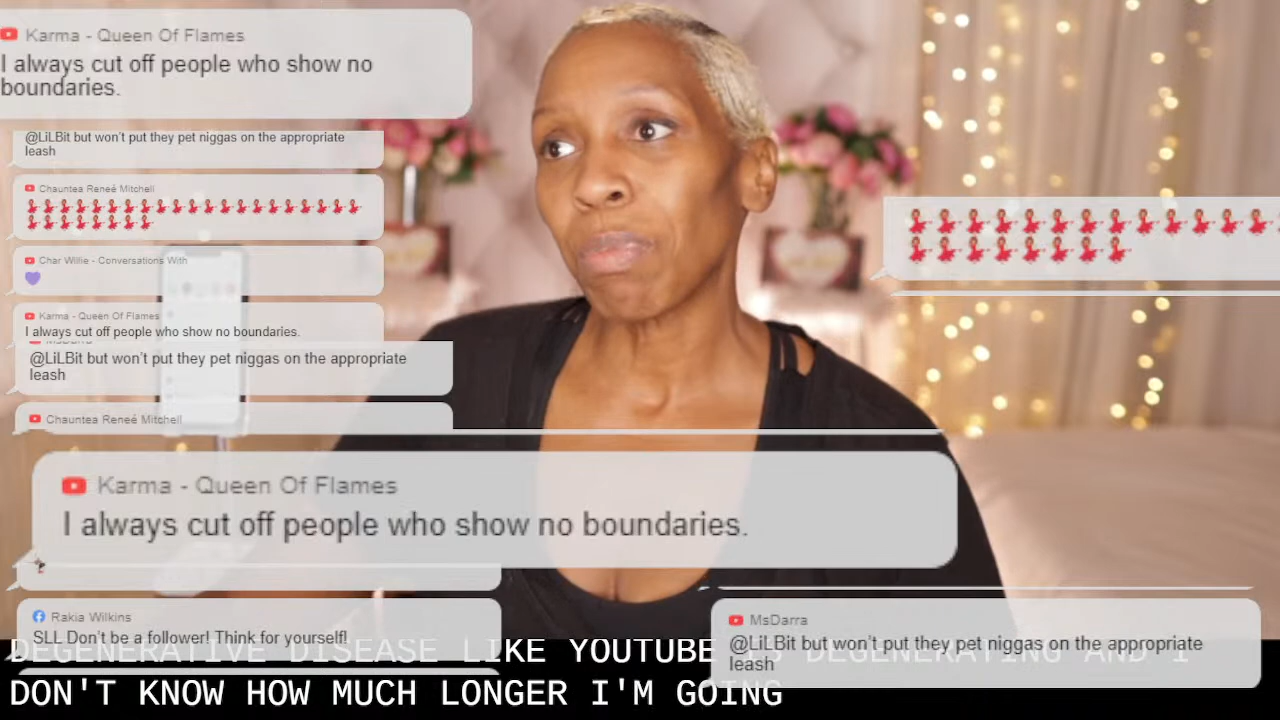 Karma - Queen Of Flames
I always cut off people who show no
boundaries.
@LiLBit but won't put they pet niggas on the appropriate
leash
Chauntea Reneé Mitchell
Char Willie - Conversations With
Karma - Queen Of Flames
I always cut off people who show no boundaries.
MsDarra
@LiLBit but won't put they pet niggas on the appropriate
leash
Chauntea Reneé Mitchell
Karma - Queen Of Flames
I always cut off people who show no boundaries.
Rakia Wilkins
SLL Don't be a follower! Think for yourself!
MsDarra
@LiLBit but won't put they pet niggas on the appropriate
leash
DEGENERATIVE DISEASE LIKE YOUTUBE IS DEGENERATING AND I
DON'T KNOW HOW MUCH LONGER I'M GOING